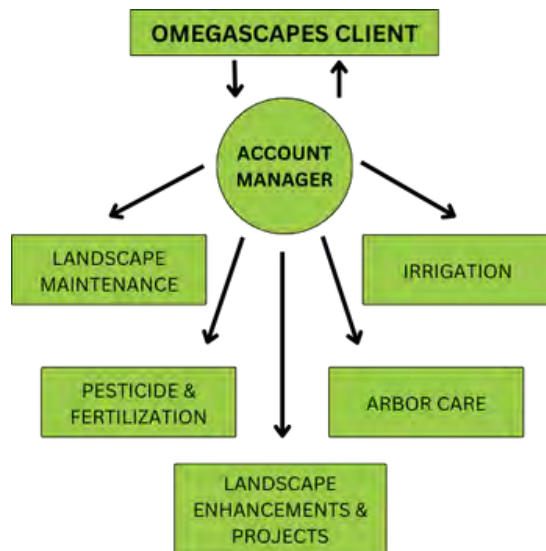 OMEGASCAPES CLIENT
ACCOUNT
MANAGER
LANDSCAPE
MAINTENANCE
IRRIGATION
PESTICIDE &
FERTILIZATION
ARBOR CARE
LANDSCAPE
ENHANCEMENTS &
PROJECTS